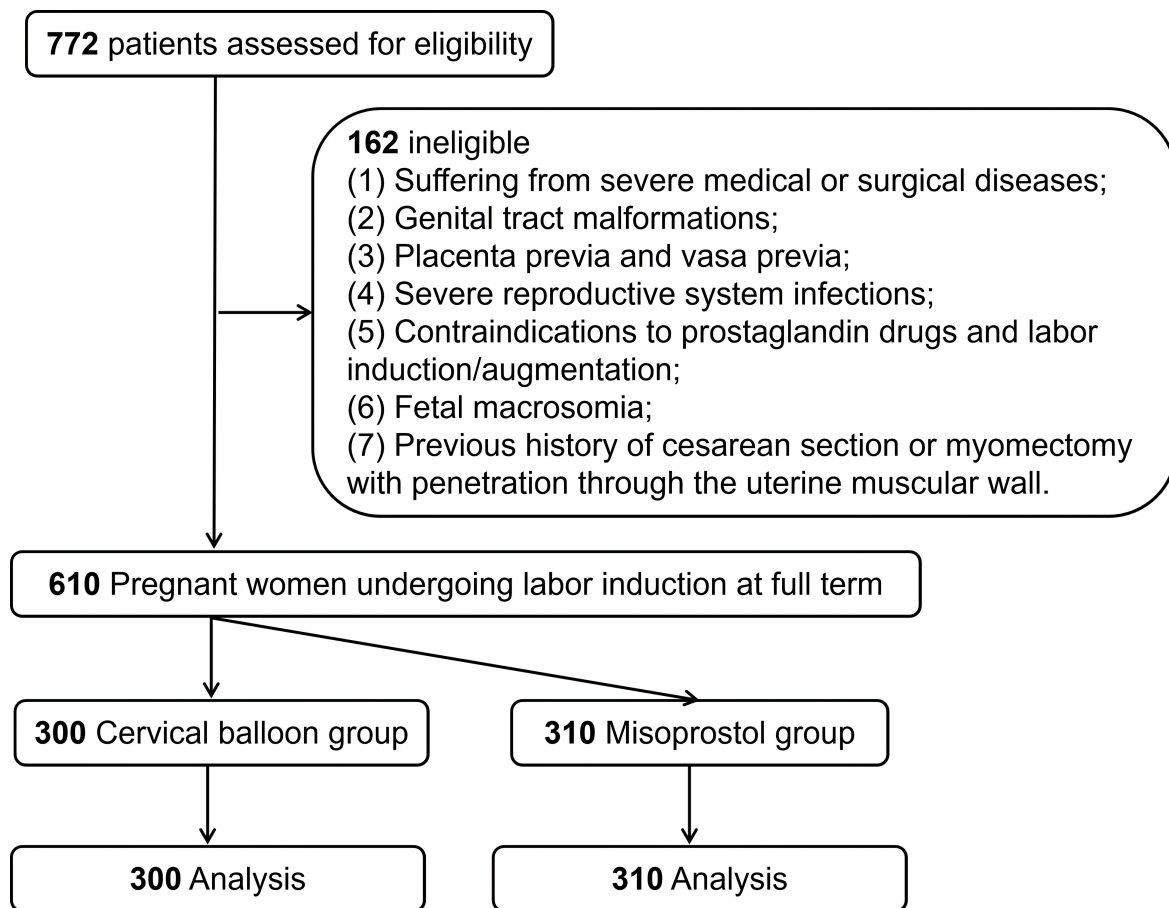 772 patients assessed for eligibility
162 ineligible
(1) Suffering from severe medical or surgical diseases;
(2) Genital tract malformations;
(3) Placenta previa and vasa previa;
(4) Severe reproductive system infections;
(5) Contraindications to prostaglandin drugs and labor
induction/augmentation;
(6) Fetal macrosomia;
(7) Previous history of cesarean section or myomectomy
with penetration through the uterine muscular wall.
610 Pregnant women undergoing labor induction at full term
300 Cervical balloon group
310 Misoprostol group
300 Analysis
310 Analysis